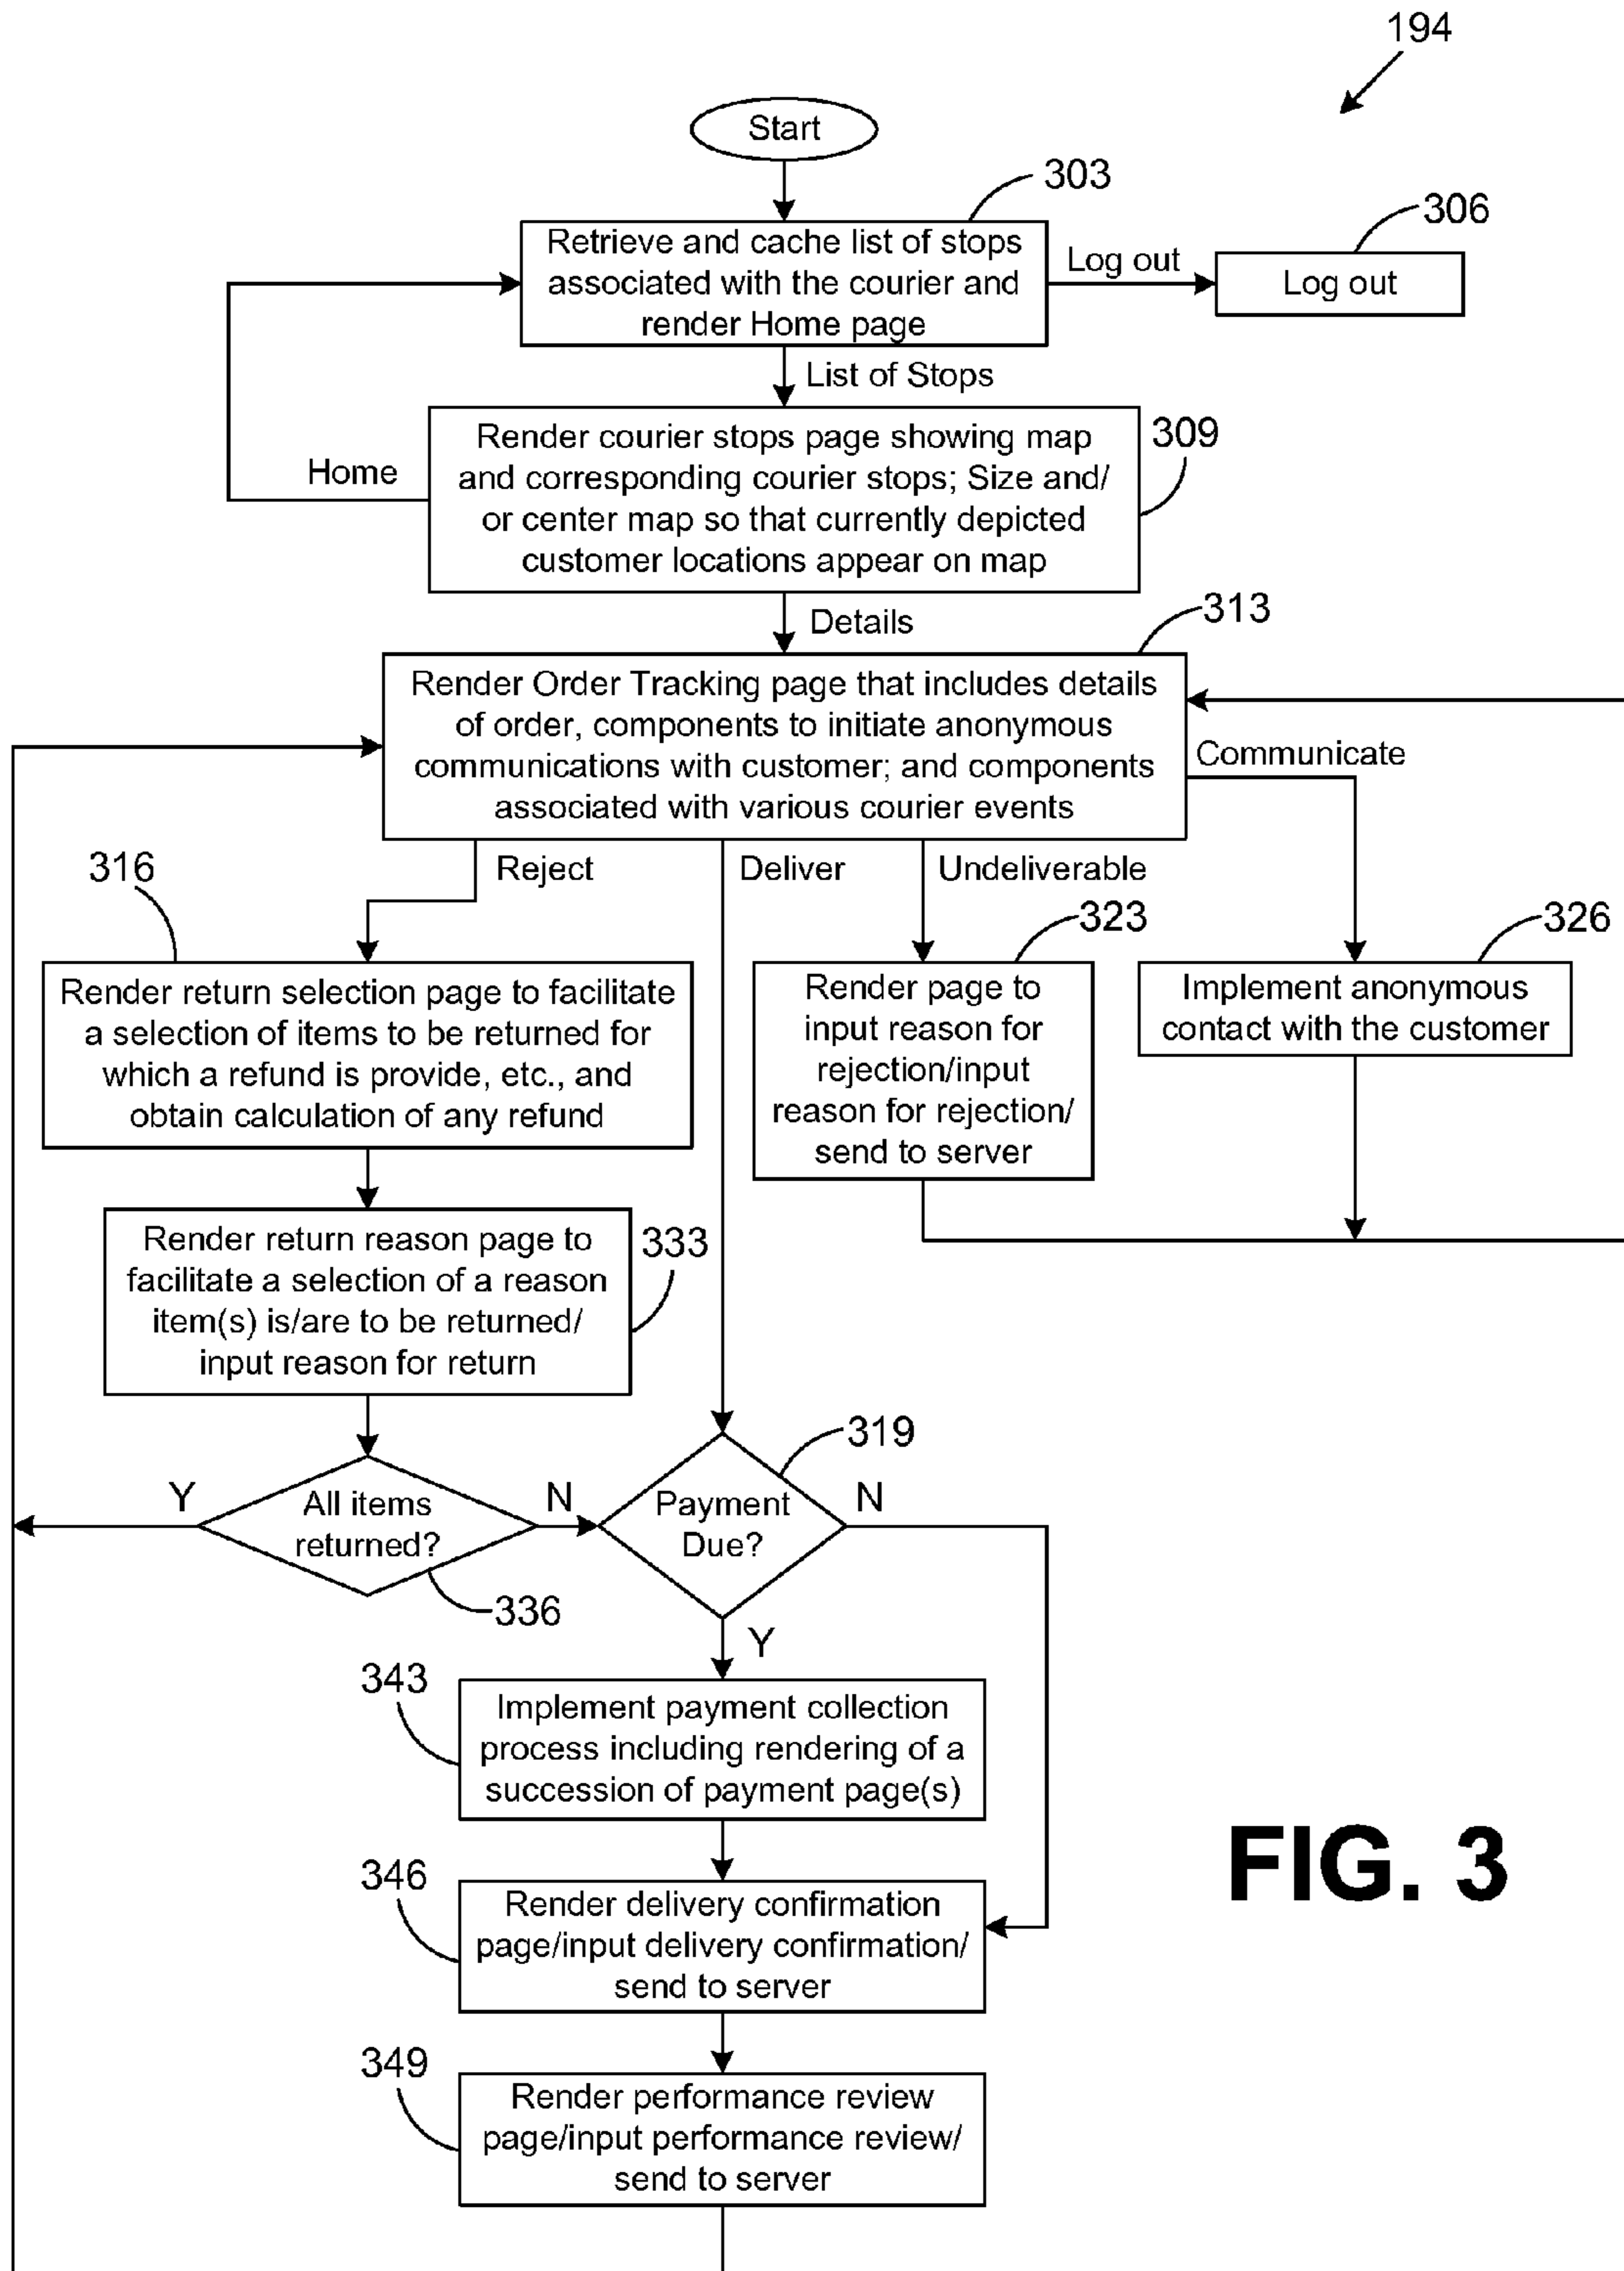 194
Start
303
Retrieve and cache list of stops
associated with the courier and
render Home page
Log out
306
Log out
List of Stops
Home
Render courier stops page showing map
and corresponding courier stops; Size and/
or center map so that currently depicted
customer locations appear on map
309
Details
313
Render Order Tracking page that includes details
of order, components to initiate anonymous
communications with customer; and components
associated with various courier events
Communicate
316
Reject
Deliver
Undeliverable
323
326
Render return selection page to facilitate
a selection of items to be returned for
which a refund is provide, etc., and
obtain calculation of any refund
Render page to
input reason for
rejection/input
reason for rejection/
send to server
Implement anonymous
contact with the customer
Render return reason page to
facilitate a selection of a reason
item(s) is/are to be returned/
input reason for return
333
319
Y
All items
returned?
N
Payment
Due?
N
336
Y
343
Implement payment collection
process including rendering of a
succession of payment page(s)
346
Render delivery confirmation
page/input delivery confirmation/
send to server
FIG. 3
349
Render performance review
page/input performance review/
send to server